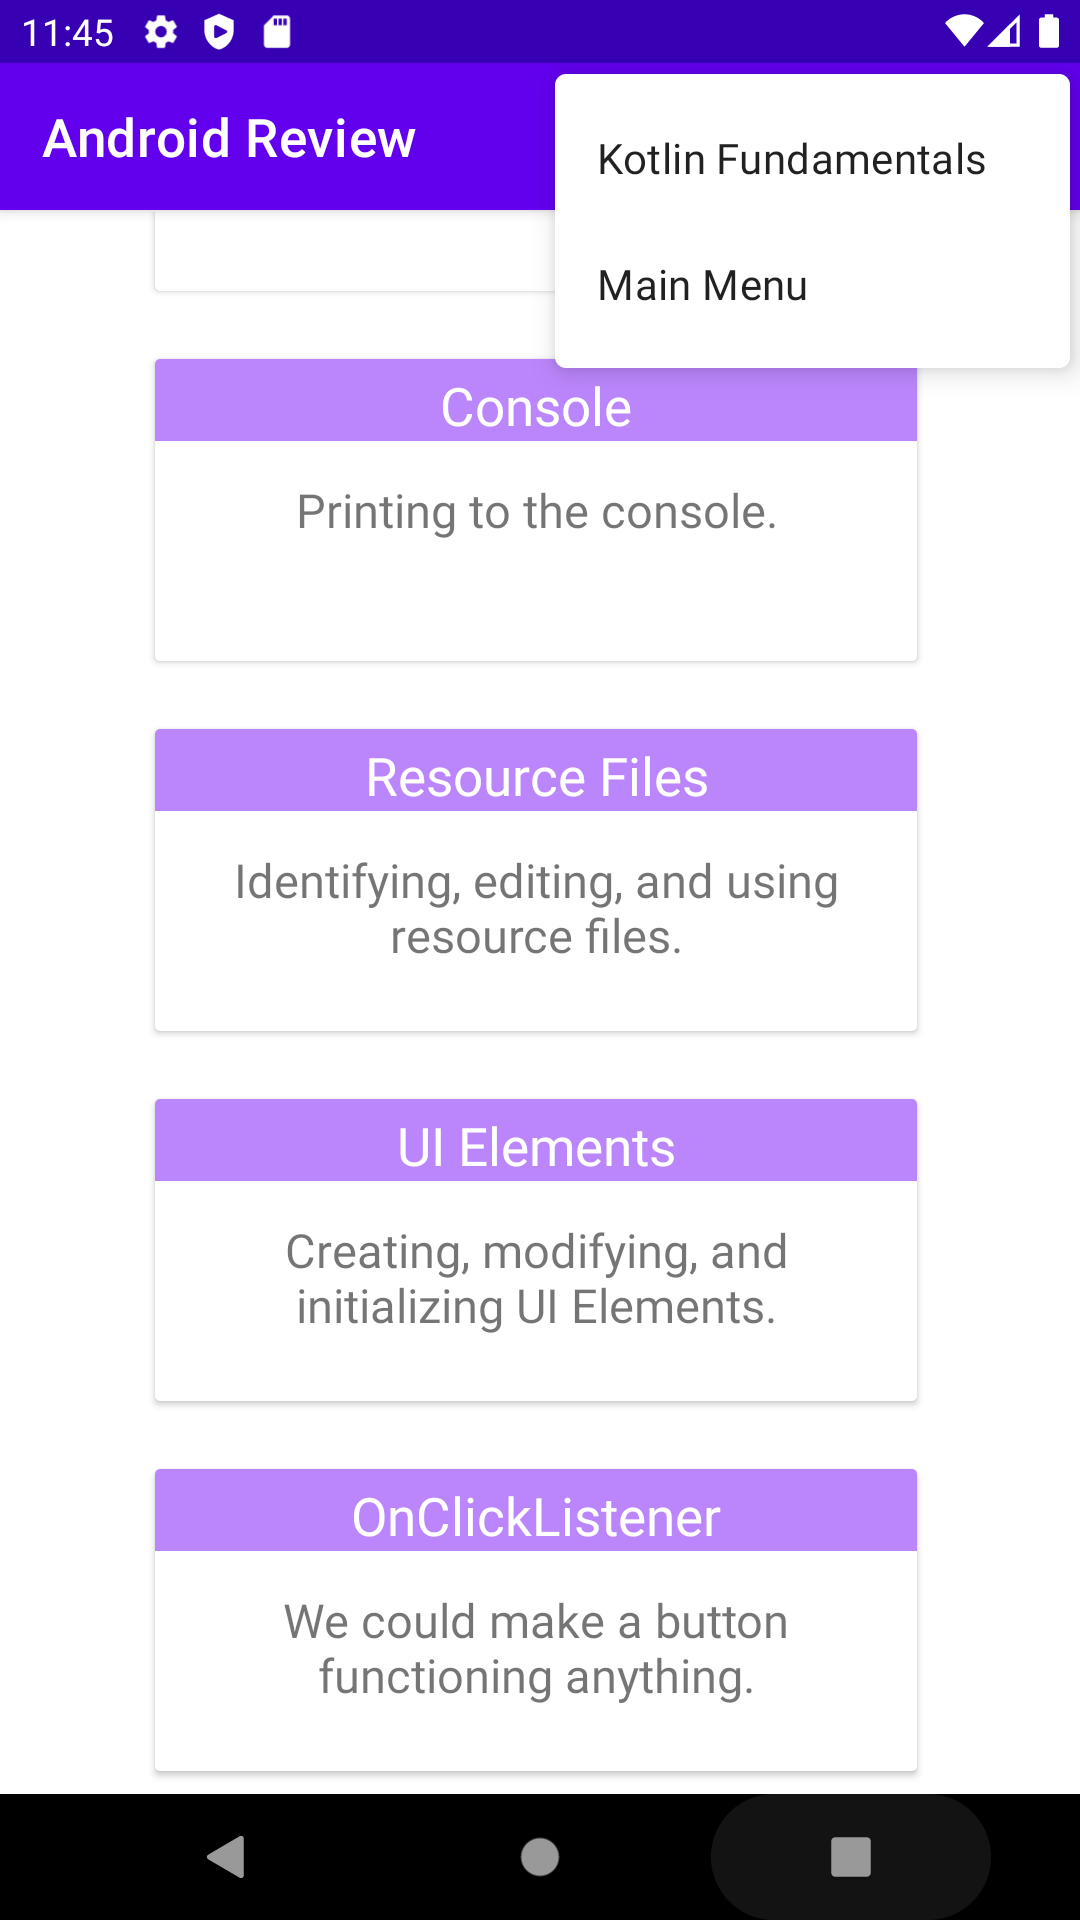 11:45
Android Review
Kotlin Fundamentals
Main Menu
Console
Printing to the console.
Resource Files
Identifying, editing, and using
resource files.
UI Elements
Creating, modifying, and
initializing UI Elements.
OnClickListener
We could make a button
functioning anything.